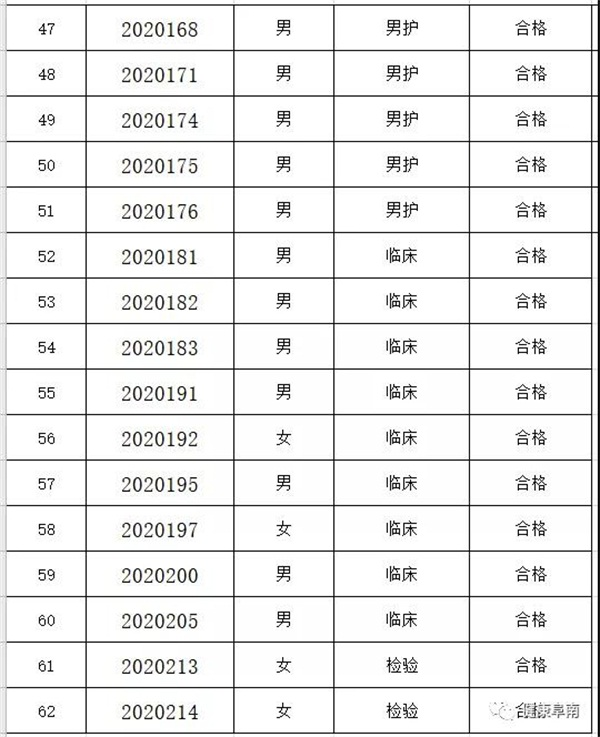 47 2020168 男 男护 合格
48 2020171 男 男护 合格
49 2020174 男 男护 合格
50 2020175 男 男护 合格
51 2020176 男 男护 合格
52 2020181 男 临床 合格
53 2020182 男 临床 合格
54 2020183 男 临床 合格
55 2020191 男 临床 合格
56 2020192 女 临床 合格
57 2020195 男 临床 合格
58 2020197 女 临床 合格
59 2020200 男 临床 合格
60 2020205 男 临床 合格
61 2020213 女 检验 合格
62 2020214 女 检验 合格
健康阜南